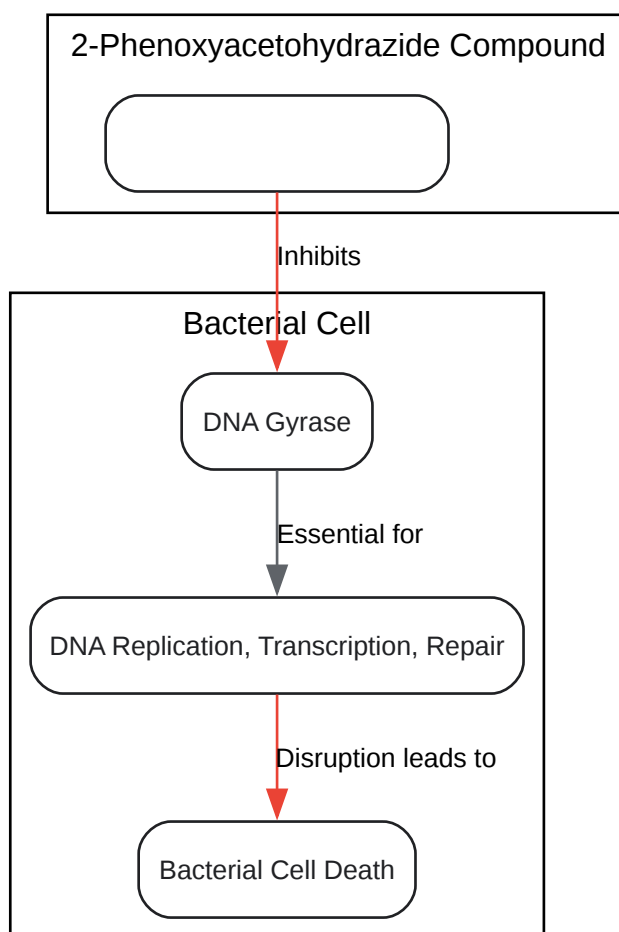 2-Phenoxyacetohydrazide Compound
Inhibits
Bacterial Cell
DNA Gyrase
Essential for
DNA Replication, Transcription, Repair
Disruption leads to
Bacterial Cell Death